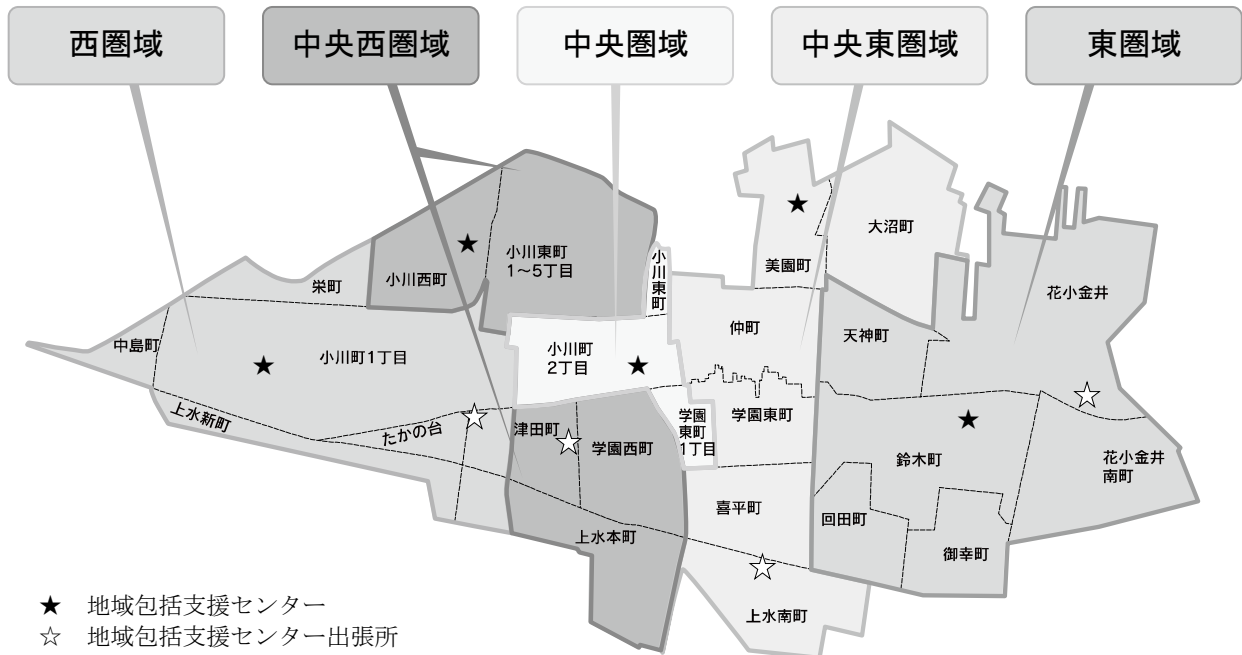 西圏域
中央西圏域
中央圏域
中央東圏域
東圏域
大沼町
小川東町
1〜5丁目
小川東町
美園町
小川西町
栄町
花小金井
仲町
天神町
中島町
小川町1丁目
小川町
2丁目
上水新町
たかの台
津田町
学園西町
学園
東町
1丁目
学園東町
鈴木町
花小金井
南町
喜平町
回田町
上水本町
御幸町
上水南町
★ 地域包括支援センター
☆ 地域包括支援センター出張所